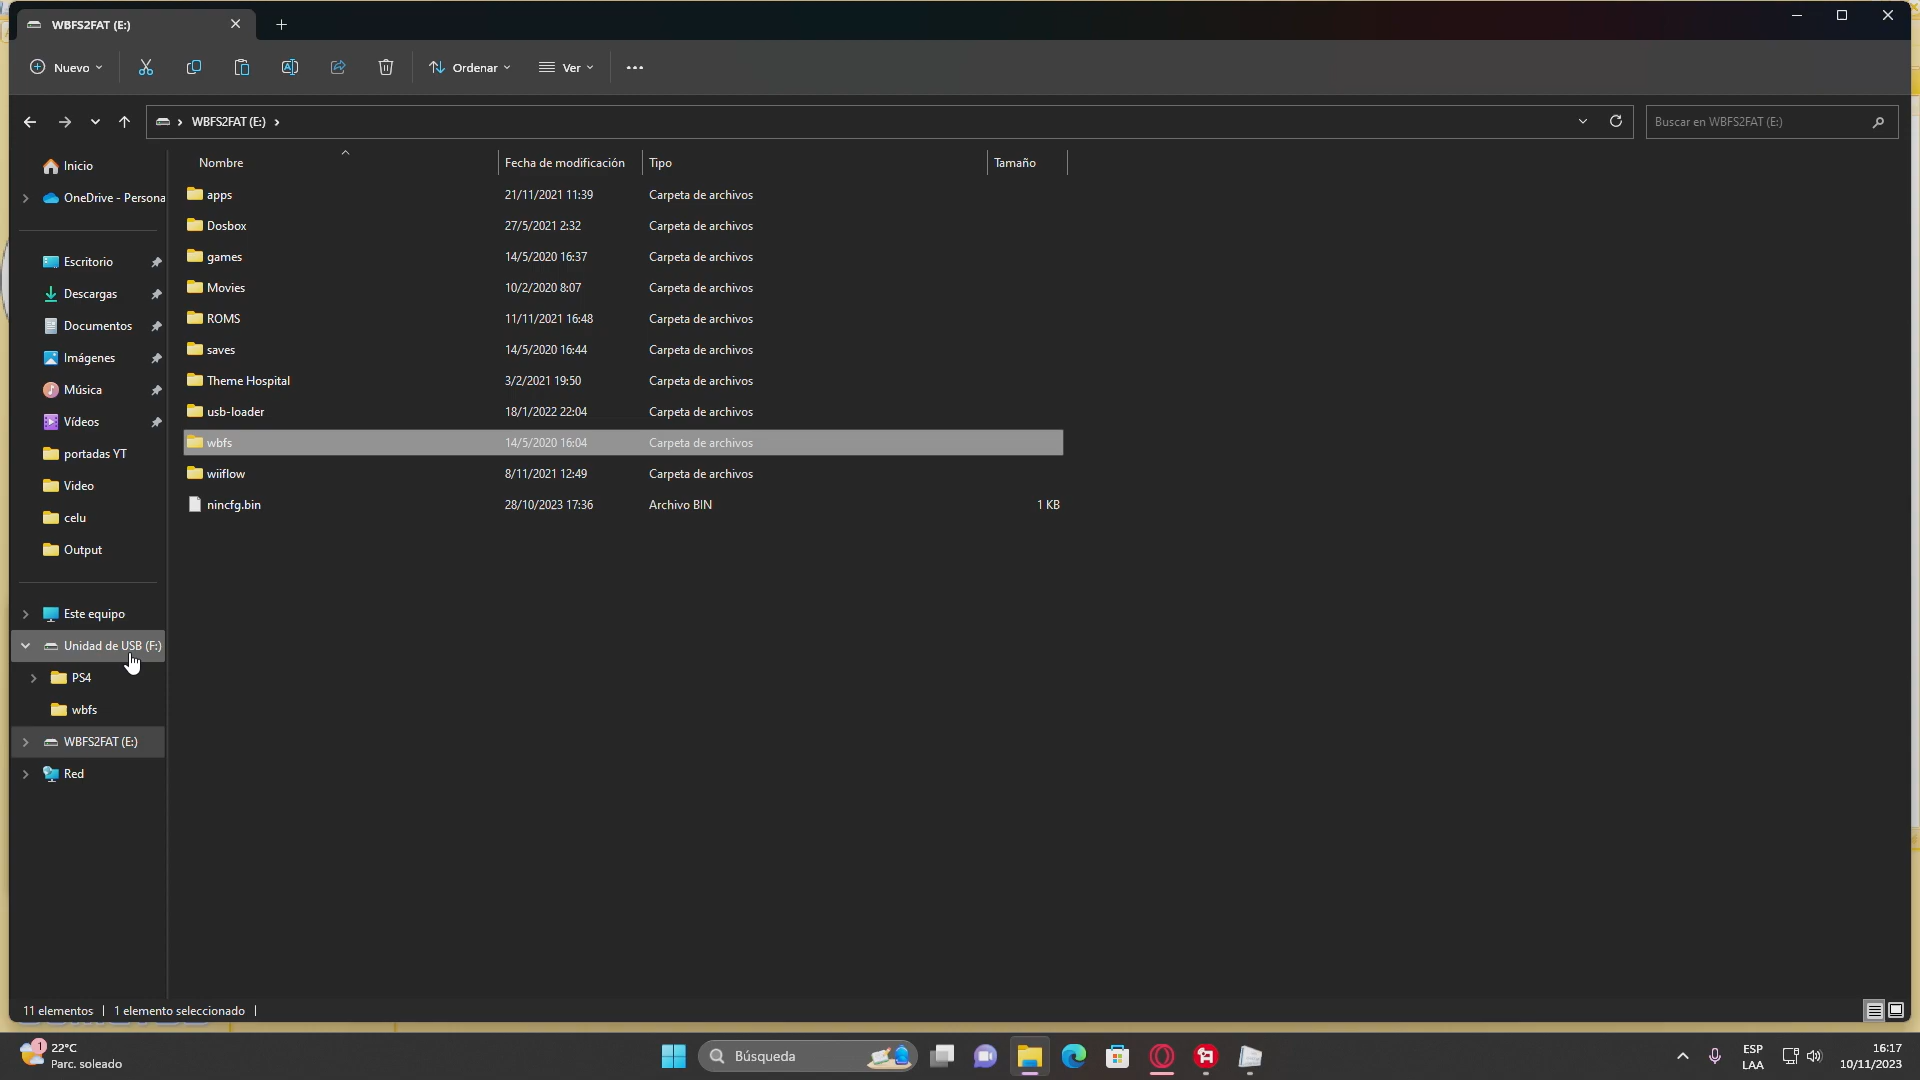 WBFS2FAT (E:)
Nuevo
Ordenar
Ver
WBFS2FAT (E:)
Buscar en WBFS2FAT (E:)
Nombre Fecha de modificación Tipo Tamaño
apps 21/11/2021 11:39 Carpeta de archivos
Dosbox 27/5/2021 2:32 Carpeta de archivos
games 14/5/2020 16:37 Carpeta de archivos
Movies 10/2/2020 8:07 Carpeta de archivos
ROMS 11/11/2021 16:48 Carpeta de archivos
saves 14/5/2020 16:44 Carpeta de archivos
Theme Hospital 3/2/2021 19:50 Carpeta de archivos
usb-loader 18/1/2022 22:04 Carpeta de archivos
wbfs 14/5/2020 16:04 Carpeta de archivos
wiiflow 8/11/2021 12:49 Carpeta de archivos
nincfg.bin 28/10/2023 17:36 Archivo BIN 1 KB
Inicio
OneDrive - Persona
Escritorio
Descargas
Documentos
Imágenes
Música
Vídeos
portadas YT
Video
celu
Output
Este equipo
Unidad de USB (F:)
PS4
wbfs
WBFS2FAT (E:)
Red
11 elementos
1 elemento seleccionado
1
22°C
Parc. soleado
Búsqueda
ESP
LAA
16:17
10/11/2023